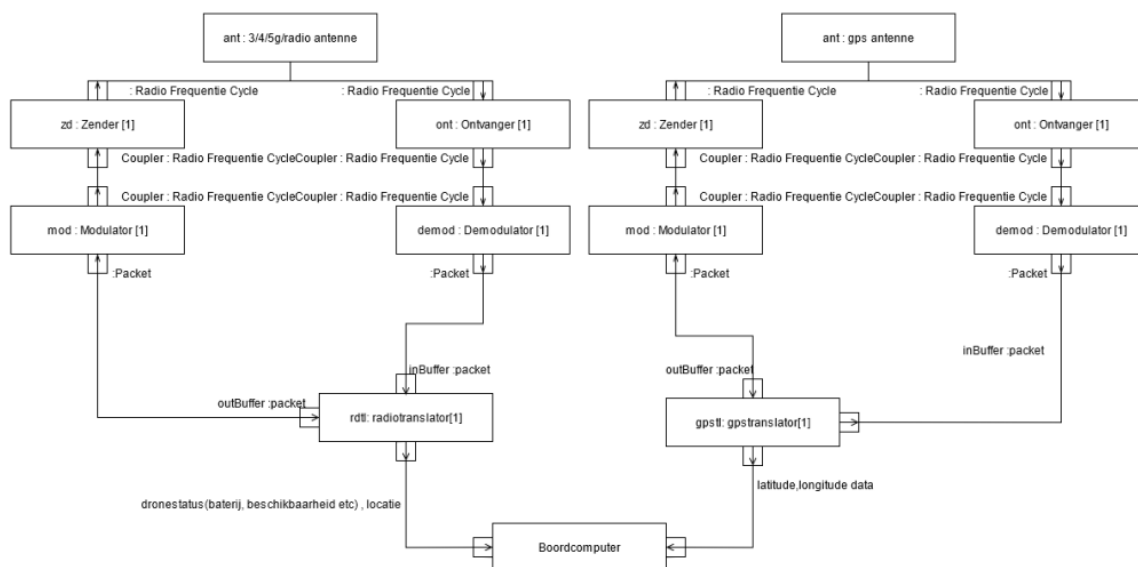 ant : 3/4/5g/radio antenne
ant : gps antenne
: Radio Frequentie Cycle
: Radio Frequentie Cycle
: Radio Frequentie Cycle
: Radio Frequentie Cycle
zd : Zender [1]
ont : Ontvanger [1]
zd : Zender [1]
ont : Ontvanger [1]
Coupler : Radio Frequentie CycleCoupler : Radio Frequentie Cycle
Coupler : Radio Frequentie CycleCoupler : Radio Frequentie Cycle
Coupler : Radio Frequentie CycleCoupler : Radio Frequentie Cycle
Coupler : Radio Frequentie CycleCoupler : Radio Frequentie Cycle
mod : Modulator [1]
demod : Demodulator [1]
mod : Modulator [1]
demod : Demodulator [1]
:Packet
:Packet
:Packet
:Packet
inBuffer :packet
inBuffer :packet
outBuffer :packet
outBuffer :packet
rdtl: radiotranslator[1]
gpstl: gpstranslator[1]
dronestatus(baterij, beschikbaarheid etc) , locatie
latitude,longitude data
Boordcomputer